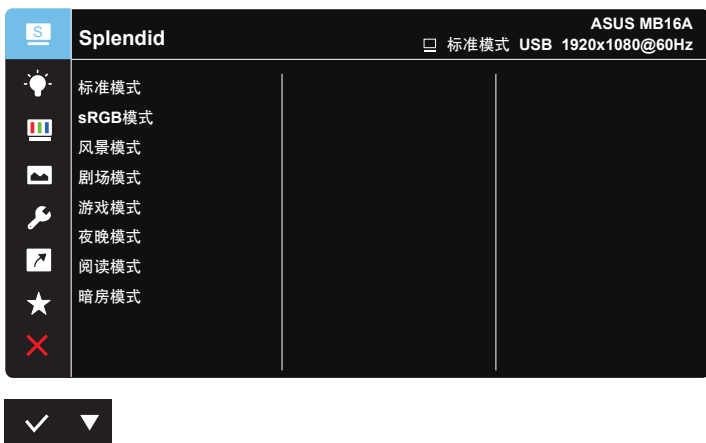 S
Splendid
ASUS MB16A
标准模式 USB 1920x1080@60Hz
标准模式
sRGB模式
风景模式
剧场模式
游戏模式
夜晚模式
阅读模式
暗房模式